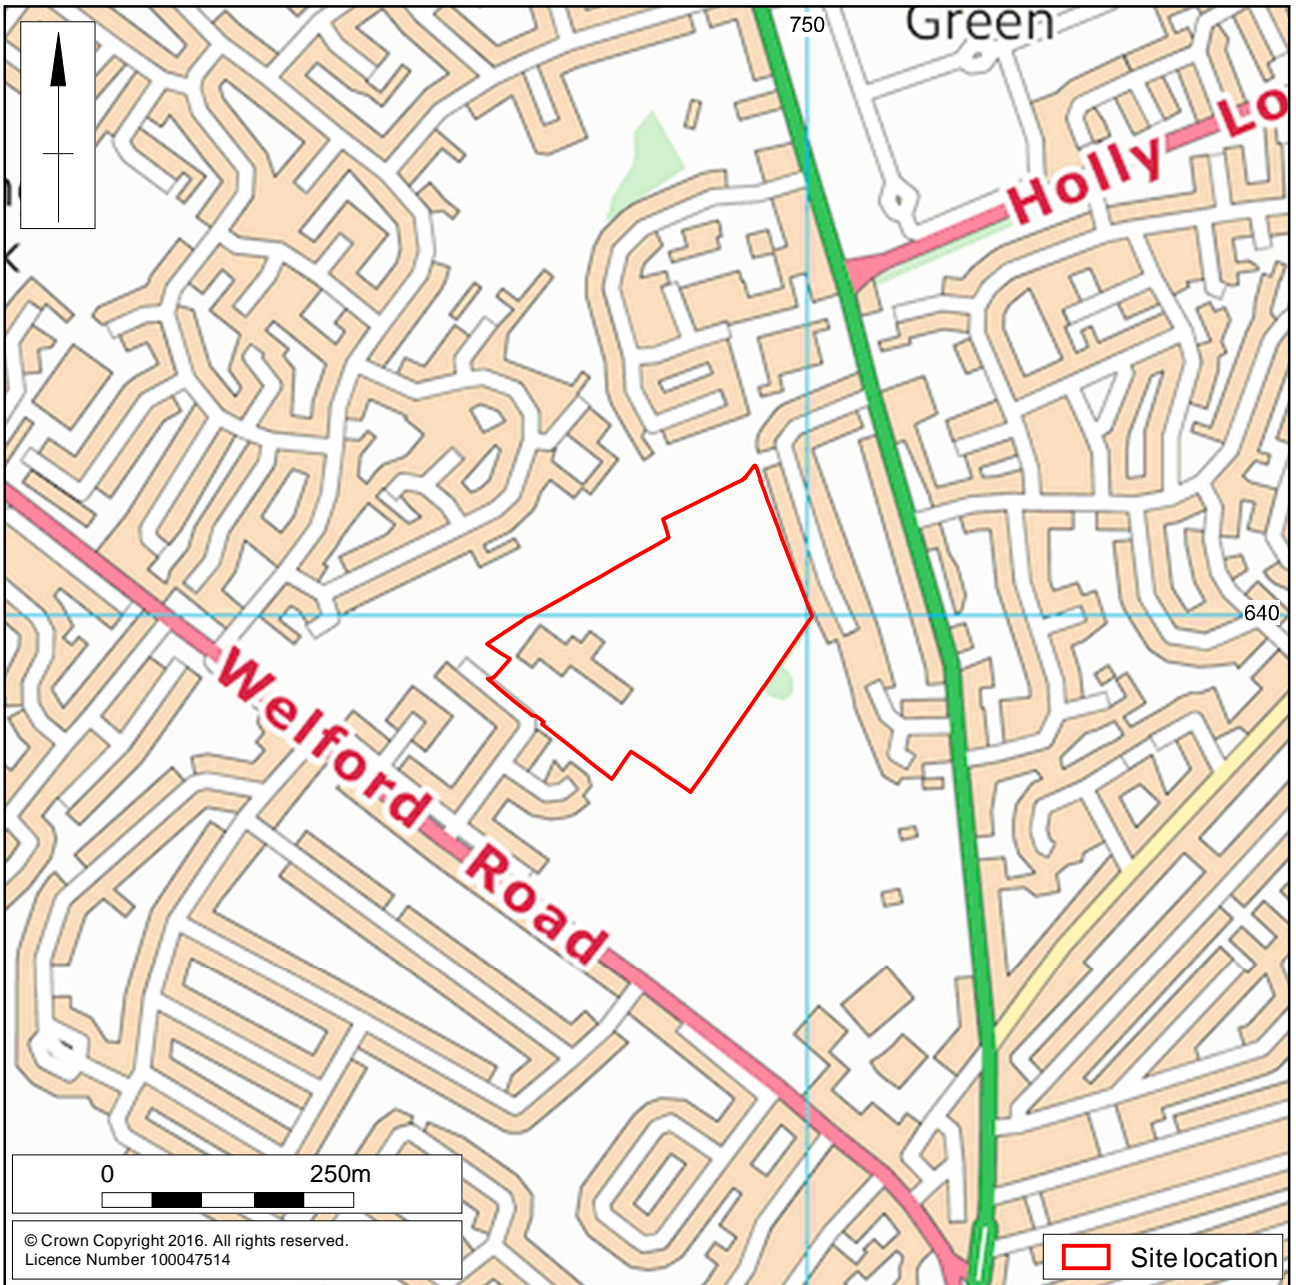 750
Green
Holly Lo
k
640
Welford Road
0 250m
© Crown Copyright 2016. All rights reserved.
Licence Number 100047514
Site location